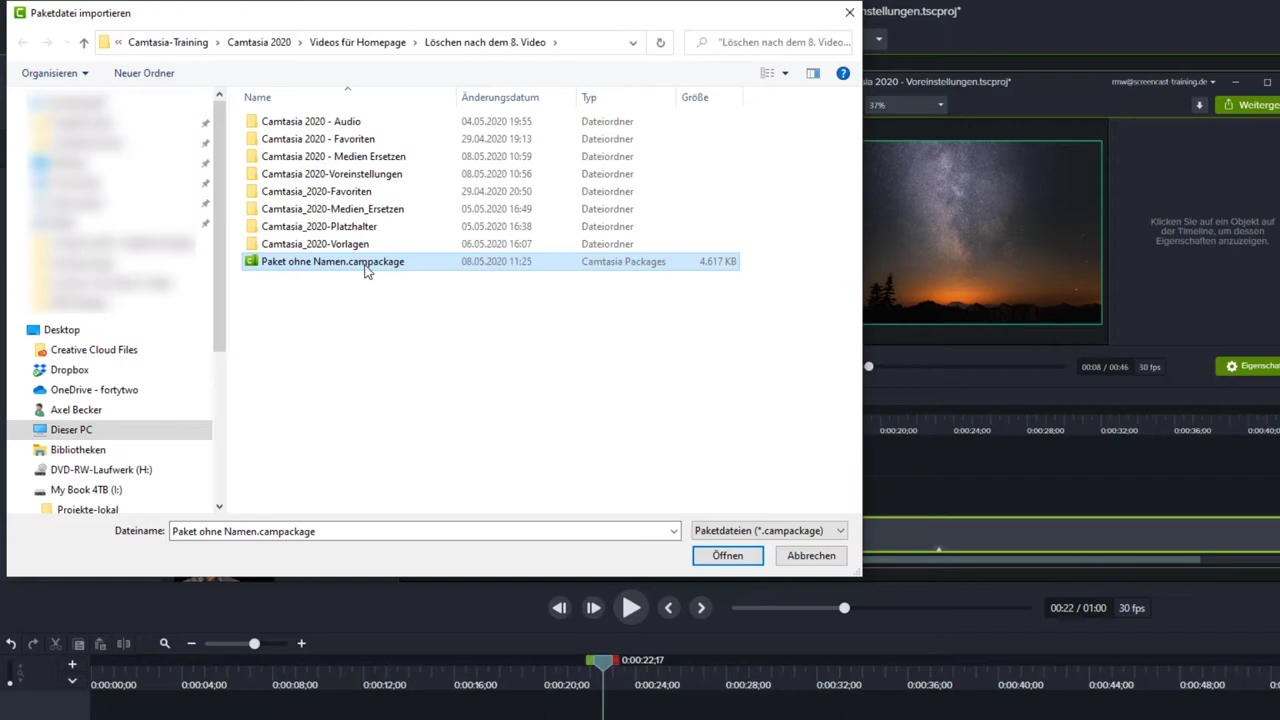 Paketdatei importieren
nstellungen.tscproj*
« Camtasia-Training › Camtasia 2020 › Videos für Homepage › Löschen nach dem 8. Video ›
"Löschen nach dem 8. Video...
Organisieren
Neuer Ordner
ia 2020 - Voreinstellungen.tscproj*
rmw@screencast-training.de
37%
Weiterge
Name
Änderungsdatum
Typ
Größe
Camtasia 2020 - Audio 04.05.2020 19:55 Dateiordner
Camtasia 2020 - Favoriten 29.04.2020 19:13 Dateiordner
Camtasia 2020 - Medien Ersetzen 08.05.2020 10:59 Dateiordner
Camtasia 2020-Voreinstellungen 08.05.2020 10:56 Dateiordner
Camtasia_2020-Favoriten 29.04.2020 20:50 Dateiordner
Camtasia_2020-Medien_Ersetzen 05.05.2020 16:49 Dateiordner
Camtasia_2020-Platzhalter 05.05.2020 16:38 Dateiordner
Camtasia_2020-Vorlagen 06.05.2020 16:07 Dateiordner
Paket ohne Namen.campackage 08.05.2020 11:25 Camtasia Packages 4.617 KB
Klicken Sie auf ein Objekt auf
der Timeline, um dessen
Eigenschaften anzuzeigen.
Desktop
Creative Cloud Files
Dropbox
OneDrive - fortytwo
Axel Becker
Dieser PC
Bibliotheken
DVD-RW-Laufwerk (H:)
My Book 4TB (I:)
Projekte-lokal
00:08 / 00:46 30 fps
Eigenscha
0:00:20;00 0:00:24;00 0:00:28;00 0:00:32;00 0:00:36;00 0:00:40;0
Dateiname: Paket ohne Namen.campackage
Paketdateien (*.campackage)
Öffnen
Abbrechen
00:22 / 01:00 30 fps
0:00:22;17
0:00:00;00 0:00:04;00 0:00:08;00 0:00:12;00 0:00:16;00 0:00:20;00 0:00:24;00 0:00:28;00 0:00:32;00 0:00:36;00 0:00:40;00 0:00:44;00 0:00:48;00